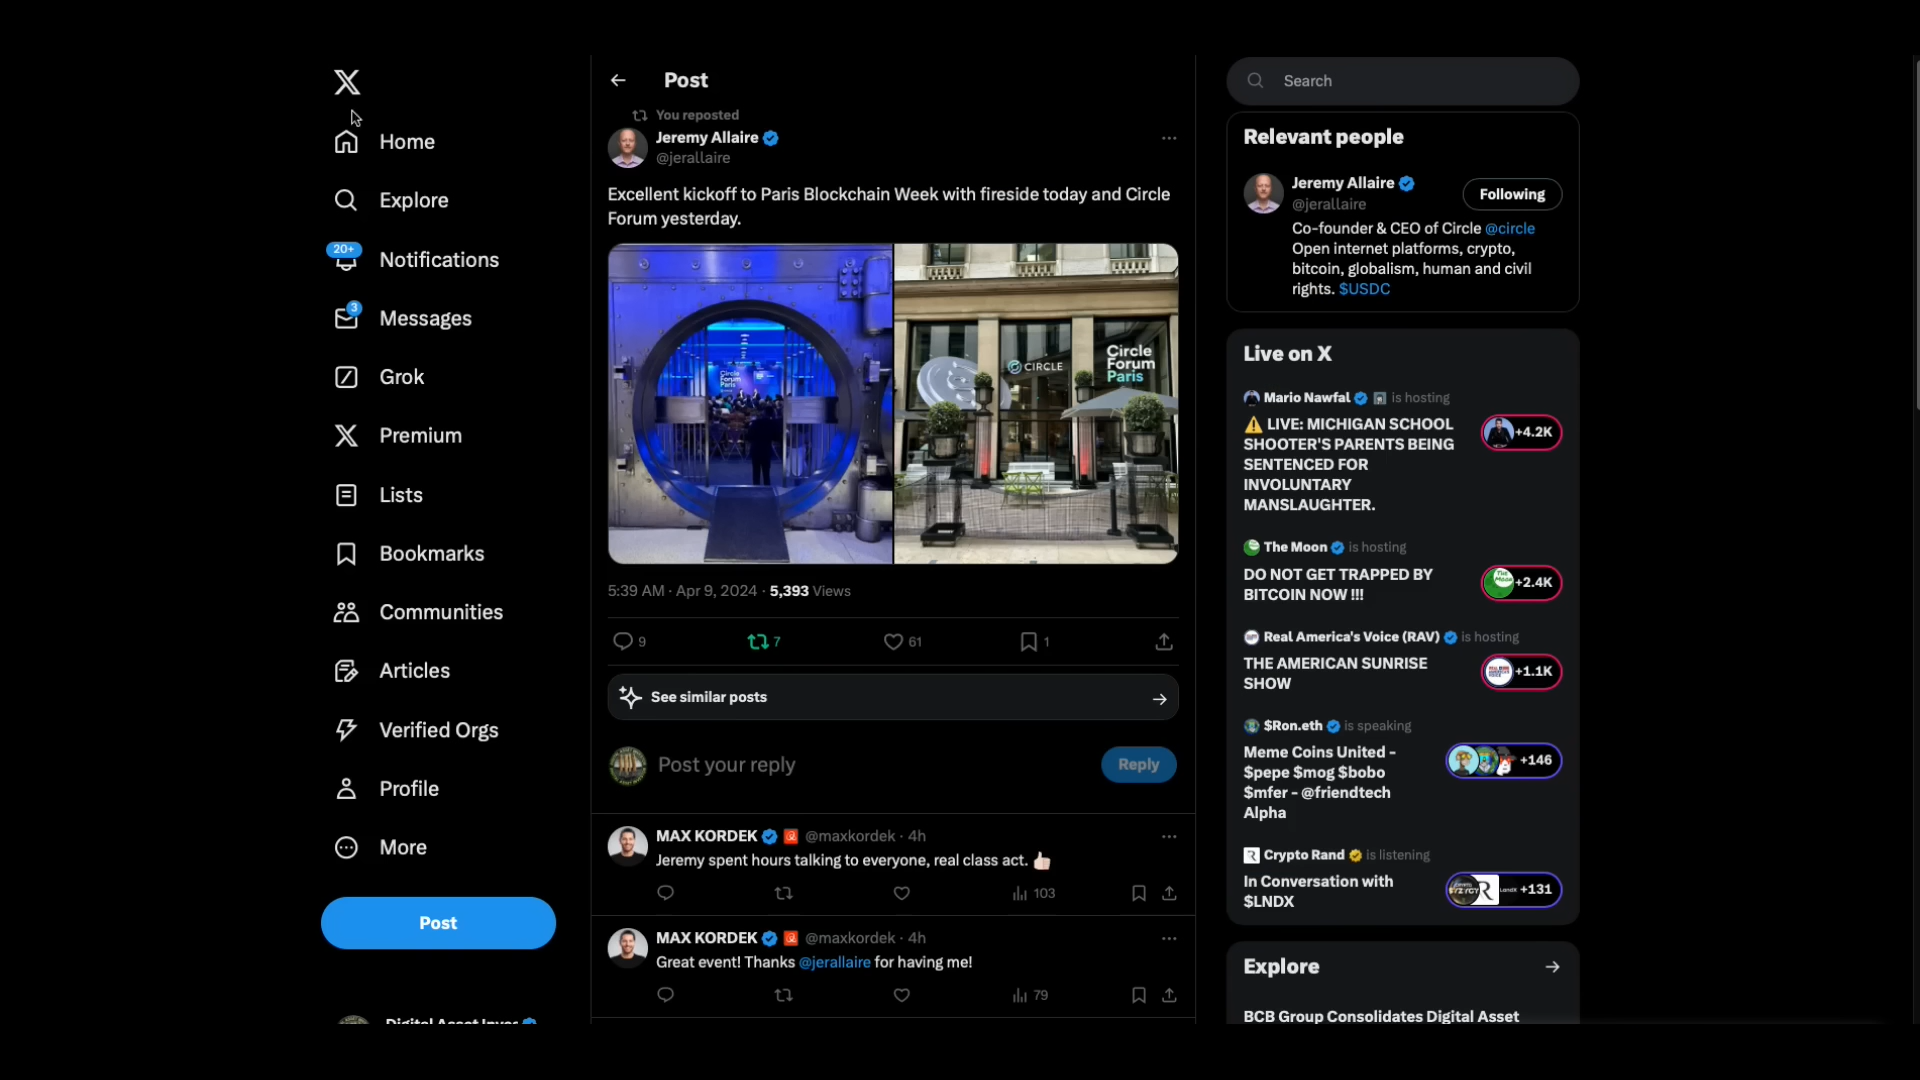 Home
Explore
20+
Notifications
3
Messages
Grok
Premium
Lists
Bookmarks
Communities
Articles
Verified Orgs
Profile
More
Post
Digital Asset Inves
Post
You reposted
Jeremy Allaire
@jerallaire
Excellent kickoff to Paris Blockchain Week with fireside today and Circle
Forum yesterday.
Circle
Forum
Paris
CIRCLE
Circle
Forum
Paris
5:39 AM · Apr 9, 2024 · 5,393 Views
9
7
61
1
See similar posts
Post your reply
Reply
MAX KORDEK @maxkordek · 4h
Jeremy spent hours talking to everyone, real class act. 👍🏻
103
MAX KORDEK @maxkordek · 4h
Great event! Thanks @jerallaire for having me!
79
Search
Relevant people
Jeremy Allaire
@jerallaire
Following
Co-founder & CEO of Circle @circle
Open internet platforms, crypto,
bitcoin, globalism, human and civil
rights. $USDC
Live on X
Mario Nawfal is hosting
⚠️ LIVE: MICHIGAN SCHOOL
SHOOTER'S PARENTS BEING
SENTENCED FOR
INVOLUNTARY
MANSLAUGHTER.
+4.2K
The Moon is hosting
DO NOT GET TRAPPED BY
BITCOIN NOW !!!
+2.4K
Real America's Voice (RAV) is hosting
THE AMERICAN SUNRISE
SHOW
+1.1K
$Ron.eth is speaking
Meme Coins United -
$pepe $mog $bobo
$mfer - @friendtech
Alpha
+146
Crypto Rand is listening
In Conversation with
$LNDX
+131
Explore
BCB Group Consolidates Digital Asset